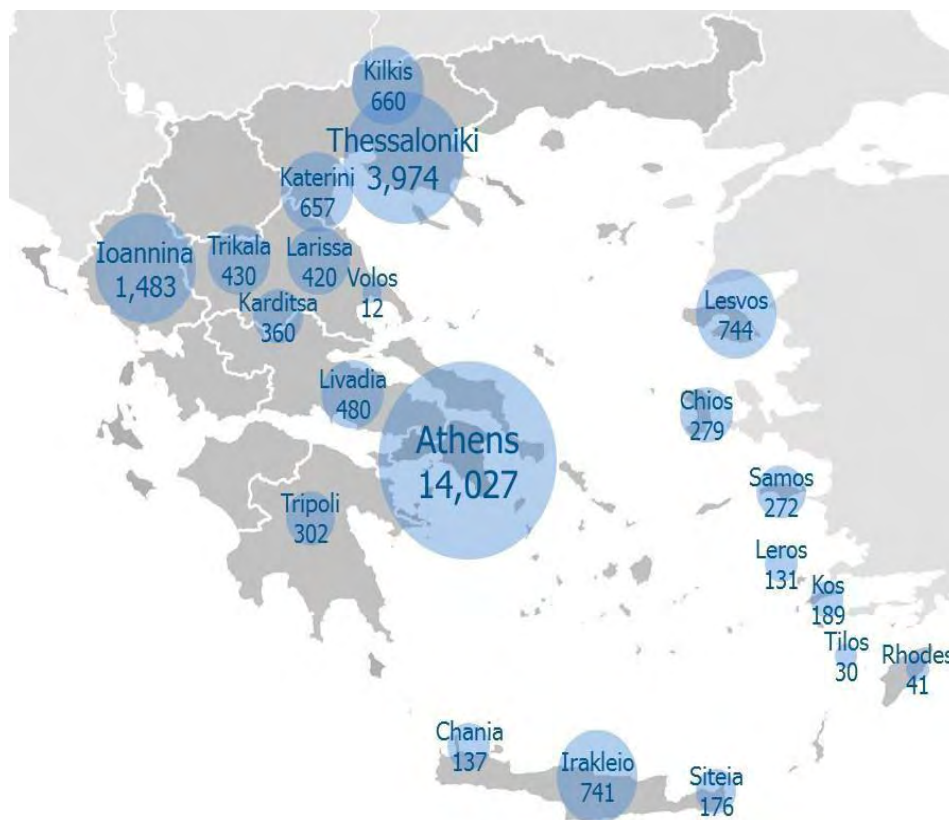 Kilkis
660
Thessaloniki
3,974
Katerini
657
Ioannina
1,483
Trikala
430
Larissa
420
Volos
12
Karditsa
360
Lesvos
744
Livadia
480
Chios
279
Athens
14,027
Samos
272
Tripoli
302
Leros
131
Kos
189
Tilos
30
Rhodes
41
Chania
137
Irakleio
741
Siteia
176